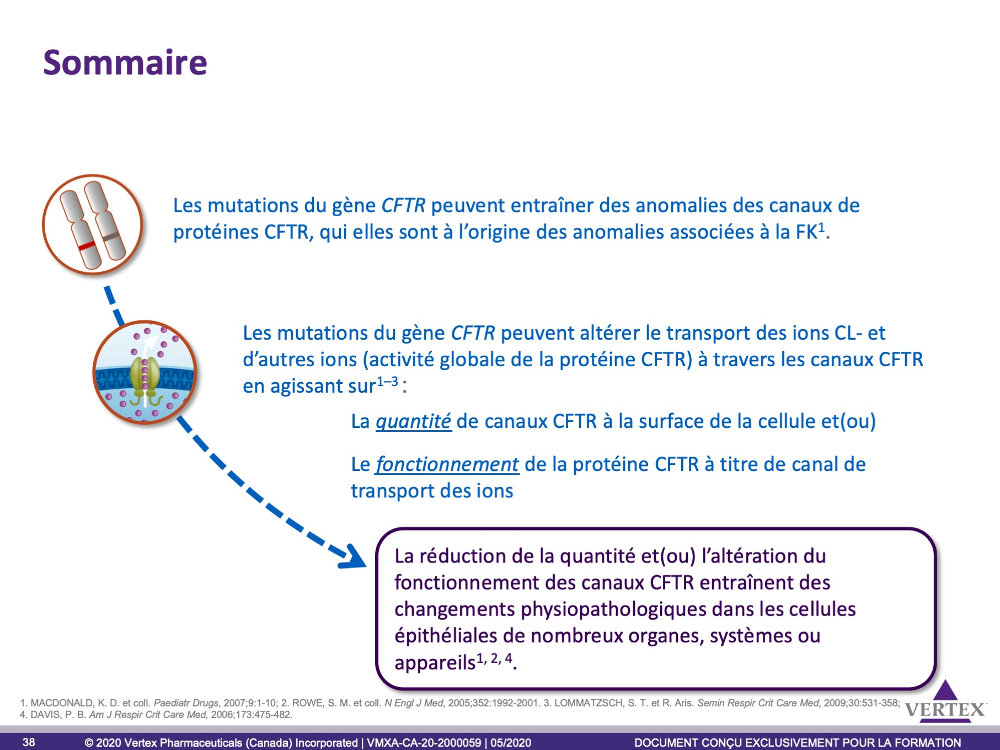 Sommaire
Les mutations du gène CFTR peuvent entraîner des anomalies des canaux de
protéines CFTR, qui elles sont à l’origine des anomalies associées à la FK1.
Les mutations du gène CFTR peuvent altérer le transport des ions CL- et
d’autres ions (activité globale de la protéine CFTR) à travers les canaux CFTR
en agissant sur1–3 :
La quantité de canaux CFTR à la surface de la cellule et(ou)
Le fonctionnement de la protéine CFTR à titre de canal de
transport des ions
La réduction de la quantité et(ou) l’altération du
fonctionnement des canaux CFTR entraînent des
changements physiopathologiques dans les cellules
épithéliales de nombreux organes, systèmes ou
appareils1, 2, 4.
1. MACDONALD, K. D. et coll. Paediatr Drugs, 2007;9:1-10; 2. ROWE, S. M. et coll. N Engl J Med, 2005;352:1992-2001. 3. LOMMATZSCH, S. T. et R. Aris. Semin Respir Crit Care Med, 2009;30:531-358;
4. DAVIS, P. B. Am J Respir Crit Care Med, 2006;173:475-482.
VERTEX
38 © 2020 Vertex Pharmaceuticals (Canada) Incorporated | VMXA-CA-20-2000059 | 05/2020 DOCUMENT CONÇU EXCLUSIVEMENT POUR LA FORMATION